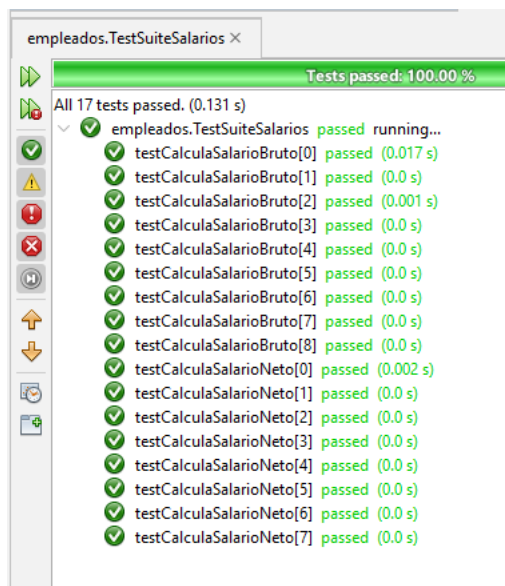 empleados.TestSuiteSalarios ×
Tests passed: 100.00 %
All 17 tests passed. (0.131 s)
empleados.TestSuiteSalarios passed running...
testCalculaSalarioBruto[0] passed (0.017 s)
testCalculaSalarioBruto[1] passed (0.0 s)
testCalculaSalarioBruto[2] passed (0.001 s)
testCalculaSalarioBruto[3] passed (0.0 s)
testCalculaSalarioBruto[4] passed (0.0 s)
testCalculaSalarioBruto[5] passed (0.0 s)
testCalculaSalarioBruto[6] passed (0.0 s)
testCalculaSalarioBruto[7] passed (0.0 s)
testCalculaSalarioBruto[8] passed (0.0 s)
testCalculaSalarioNeto[0] passed (0.002 s)
testCalculaSalarioNeto[1] passed (0.0 s)
testCalculaSalarioNeto[2] passed (0.0 s)
testCalculaSalarioNeto[3] passed (0.0 s)
testCalculaSalarioNeto[4] passed (0.0 s)
testCalculaSalarioNeto[5] passed (0.0 s)
testCalculaSalarioNeto[6] passed (0.0 s)
testCalculaSalarioNeto[7] passed (0.0 s)